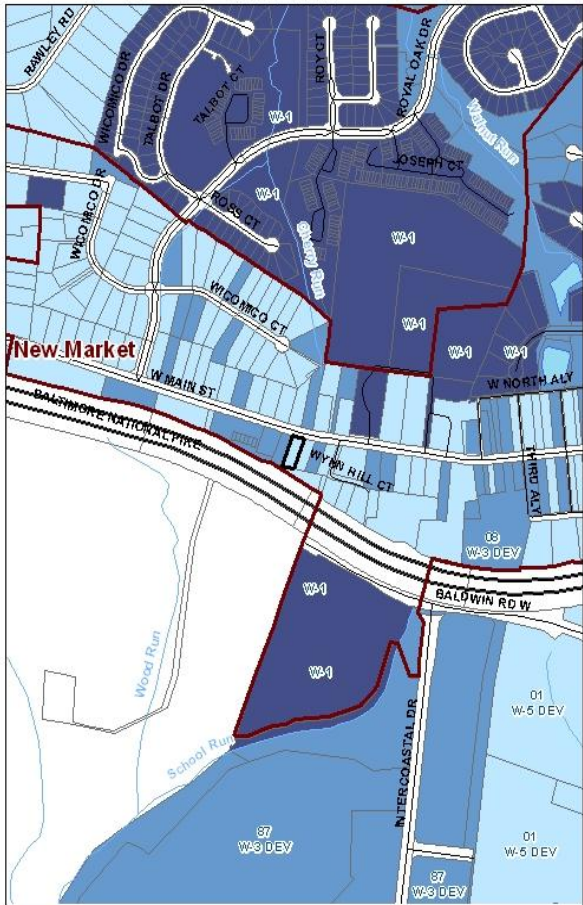 RAWLEY RD
WICOMICO DR
TALBOT DR
TALBOT CT
ROY CT
ROYAL OAK DR
W-1
Walnut Run
JOSEPH CT
W-1
ROSS CT
W-1
WICOMICO DR
Cherry Run
W-1
WICOMICO CT
W-1
W-1
W-1
New Market
W MAIN ST
W NORTH ALY
BALTIMORE NATIONAL PIKE
WYNN HILL CT
THIRD ALY
08
W-3 DEV
BALDWIN RD W
W-1
Wood Run
W-1
01
W-5 DEV
INTERCOASTAL DR
School Run
87
W-3 DEV
01
W-5 DEV
87
W-3 DEV